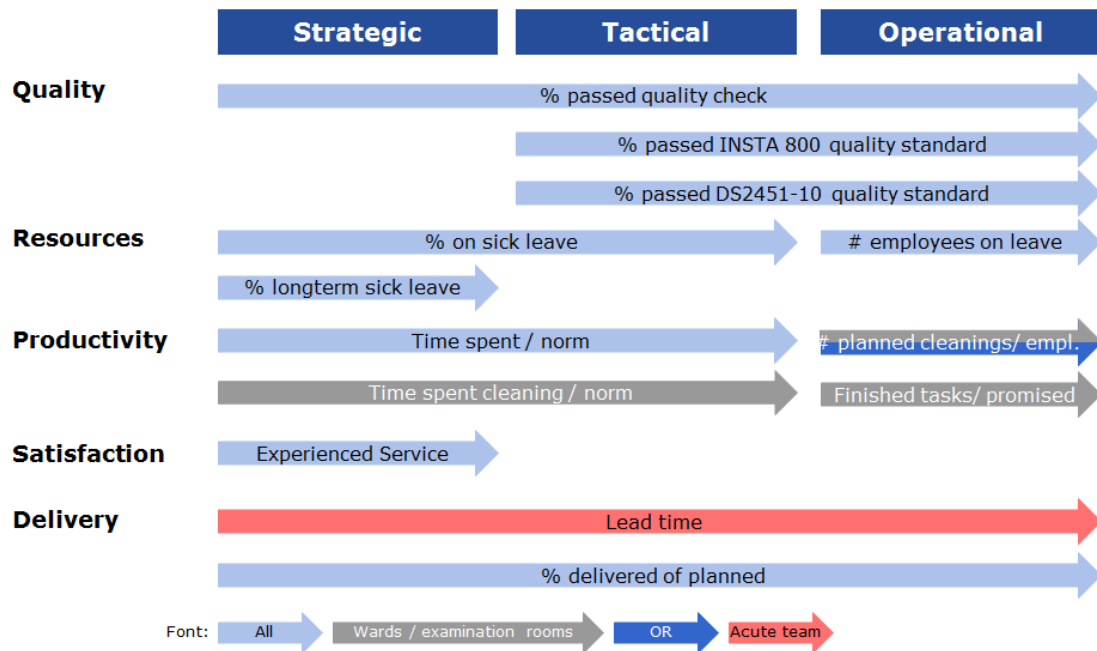 Strategic Tactical Operational
Quality
% passed quality check
% passed INSTA 800 quality standard
% passed DS2451-10 quality standard
Resources
% on sick leave # employees on leave
% longterm sick leave
Productivity
Time spent / norm # planned cleanings/ empl.
Time spent cleaning / norm Finished tasks/ promised
Satisfaction
Experienced Service
Delivery
Lead time
% delivered of planned
Font: All Wards / examination rooms OR Acute team